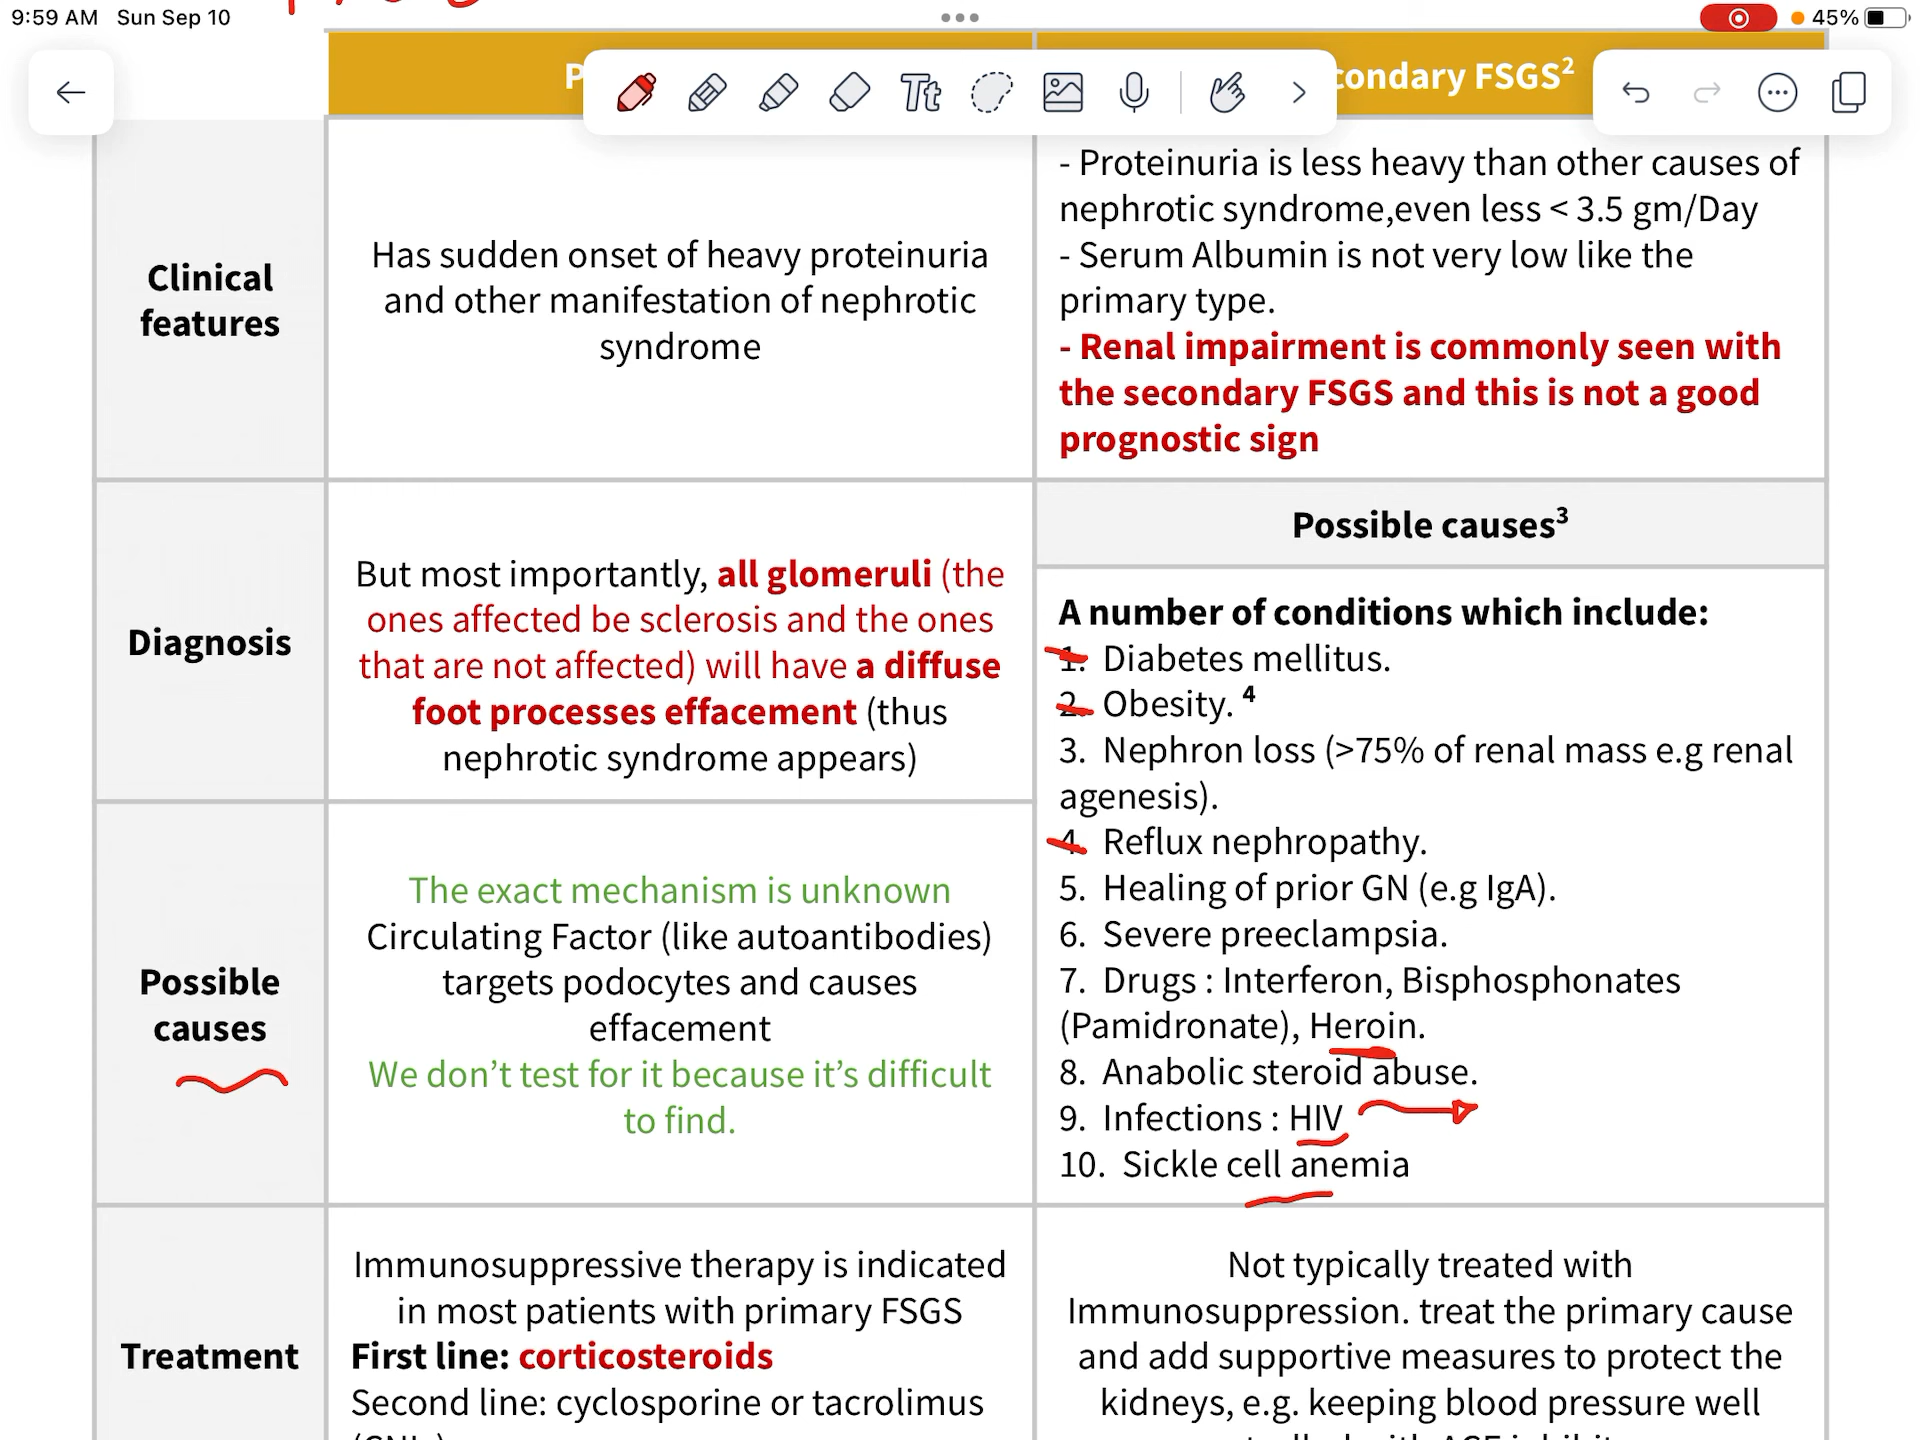 9:59 AM Sun Sep 10
45%
P
Tt
condary FSGS²
Clinical
features
Has sudden onset of heavy proteinuria
and other manifestation of nephrotic
syndrome
- Proteinuria is less heavy than other causes of
nephrotic syndrome,even less < 3.5 gm/Day
- Serum Albumin is not very low like the
primary type.
- Renal impairment is commonly seen with
the secondary FSGS and this is not a good
prognostic sign
Diagnosis
But most importantly, all glomeruli (the
ones affected be sclerosis and the ones
that are not affected) will have a diffuse
foot processes effacement (thus
nephrotic syndrome appears)
Possible causes³
A number of conditions which include:
1. Diabetes mellitus.
2. Obesity. ⁴
3. Nephron loss (>75% of renal mass e.g renal
agenesis).
4. Reflux nephropathy.
5. Healing of prior GN (e.g IgA).
6. Severe preeclampsia.
7. Drugs : Interferon, Bisphosphonates
(Pamidronate), Heroin.
8. Anabolic steroid abuse.
9. Infections : HIV
10. Sickle cell anemia
Possible
causes
The exact mechanism is unknown
Circulating Factor (like autoantibodies)
targets podocytes and causes
effacement
We don’t test for it because it’s difficult
to find.
Treatment
Immunosuppressive therapy is indicated
in most patients with primary FSGS
First line: corticosteroids
Second line: cyclosporine or tacrolimus
Not typically treated with
Immunosuppression. treat the primary cause
and add supportive measures to protect the
kidneys, e.g. keeping blood pressure well